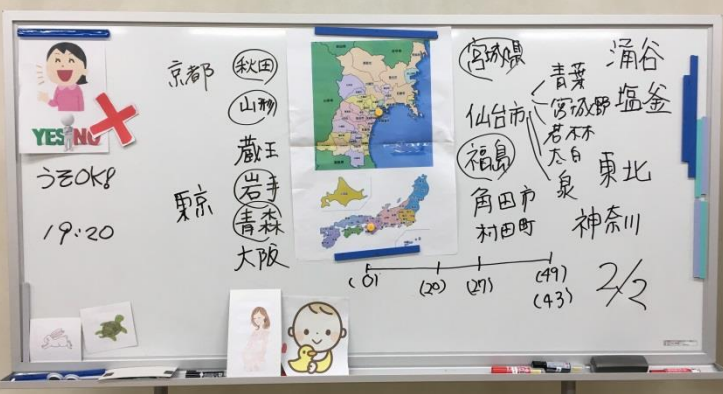 YES NO
うそOK!
19:20
京都
東京
秋田
山形
蔵王
岩手
青森
大阪
宮城県
仙台市
福島
角田市
村田町
青葉
宮城野
若林
太白
泉
涌谷
塩釜
東北
神奈川
2/2
(0)
(20)
(27)
(49)
(43)